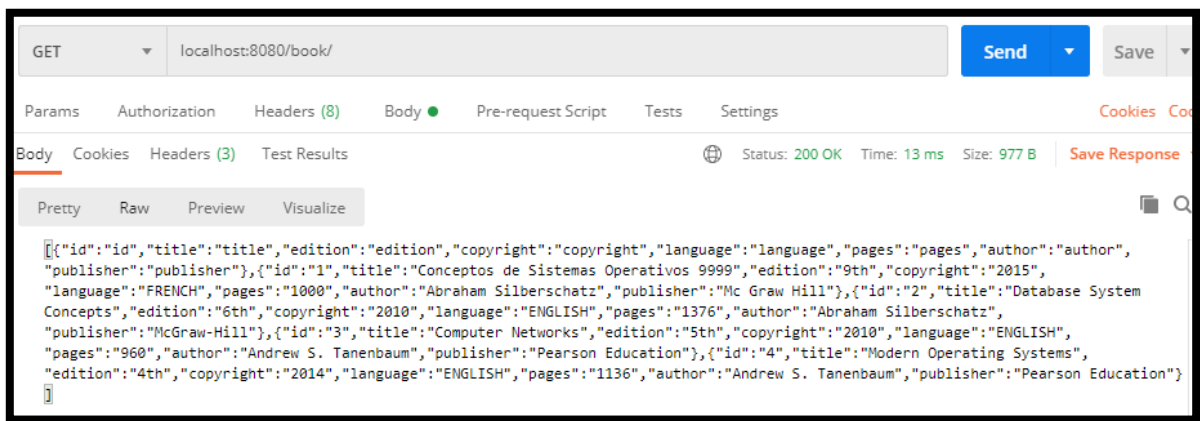 GET localhost:8080/book/ Send Save
Params Authorization Headers (8) Body Pre-request Script Tests Settings Cookies
Body Cookies Headers (3) Test Results Status: 200 OK Time: 13 ms Size: 977 B Save Response
Pretty Raw Preview Visualize
[{"id":"id","title":"title","edition":"edition","copyright":"copyright","language":"language","pages":"pages","author":"author",
"publisher":"publisher"},{"id":"1","title":"Conceptos de Sistemas Operativos 9999","edition":"9th","copyright":"2015",
"language":"FRENCH","pages":"1000","author":"Abraham Silberschatz","publisher":"Mc Graw Hill"},{"id":"2","title":"Database System
Concepts","edition":"6th","copyright":"2010","language":"ENGLISH","pages":"1376","author":"Abraham Silberschatz",
"publisher":"McGraw-Hill"},{"id":"3","title":"Computer Networks","edition":"5th","copyright":"2010","language":"ENGLISH",
"pages":"960","author":"Andrew S. Tanenbaum","publisher":"Pearson Education"},{"id":"4","title":"Modern Operating Systems",
"edition":"4th","copyright":"2014","language":"ENGLISH","pages":"1136","author":"Andrew S. Tanenbaum","publisher":"Pearson Education"}
]